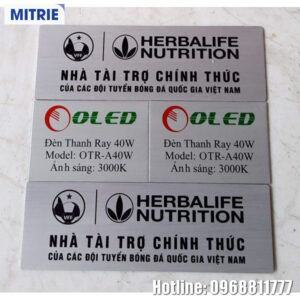 MITRIE
VFF
HERBALIFE
NUTRITION
NHÀ TÀI TRỢ CHÍNH THỨC
CỦA CÁC ĐỘI TUYỂN BÓNG ĐÁ QUỐC GIA VIỆT NAM
OLED
Đèn Thanh Ray 40W
Model: OTR-A40W
Ánh sáng: 3000K
OLED
Đèn Thanh Ray 40W
Model: OTR-A40W
Ánh sáng: 3000K
VFF
HERBALIFE
NUTRITION
NHÀ TÀI TRỢ CHÍNH THỨC
CỦA CÁC ĐỘI TUYỂN BÓNG ĐÁ QUỐC GIA VIỆT NAM
Hotline: 0968811777